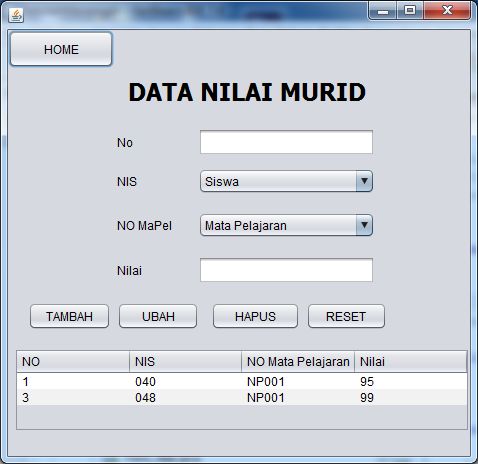 HOME
DATA NILAI MURID
No
NIS Siswa
NO MaPel Mata Pelajaran
Nilai
TAMBAH UBAH HAPUS RESET
NO NIS NO Mata Pelajaran Nilai
1 040 NP001 95
3 048 NP001 99